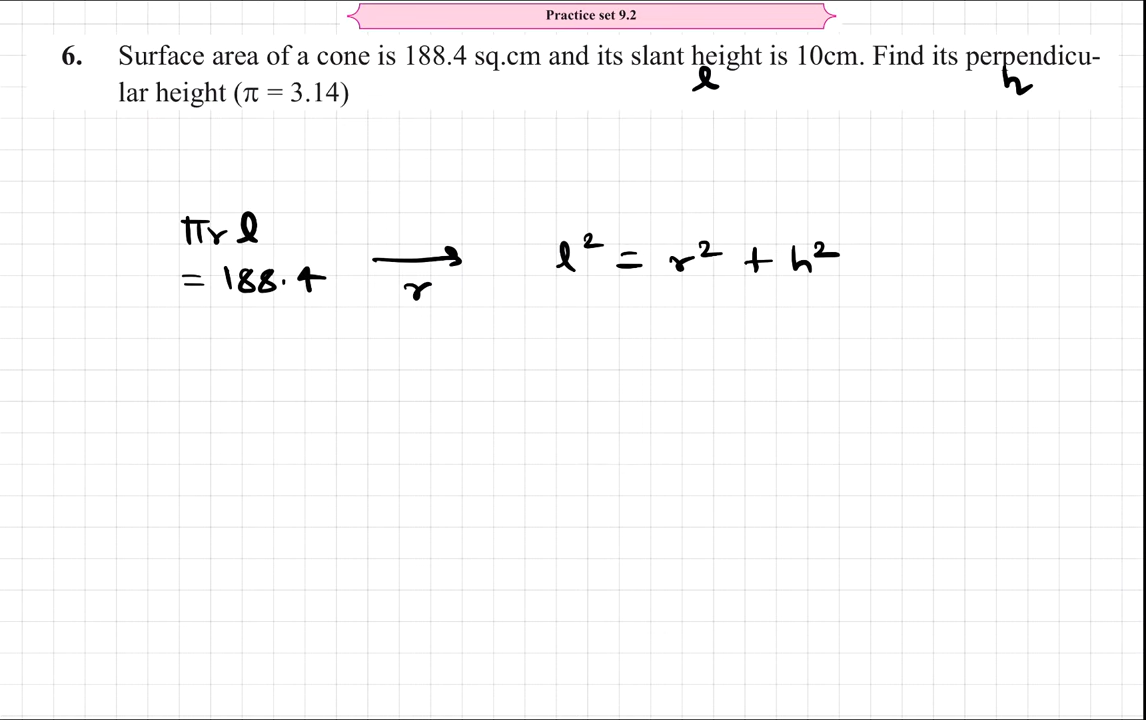 Practice set 9.2
6. Surface area of a cone is 188.4 sq.cm and its slant height is 10cm. Find its perpendicu-
l h
lar height (π = 3.14)
πr l
= 188.4
r
l² = r² + h²